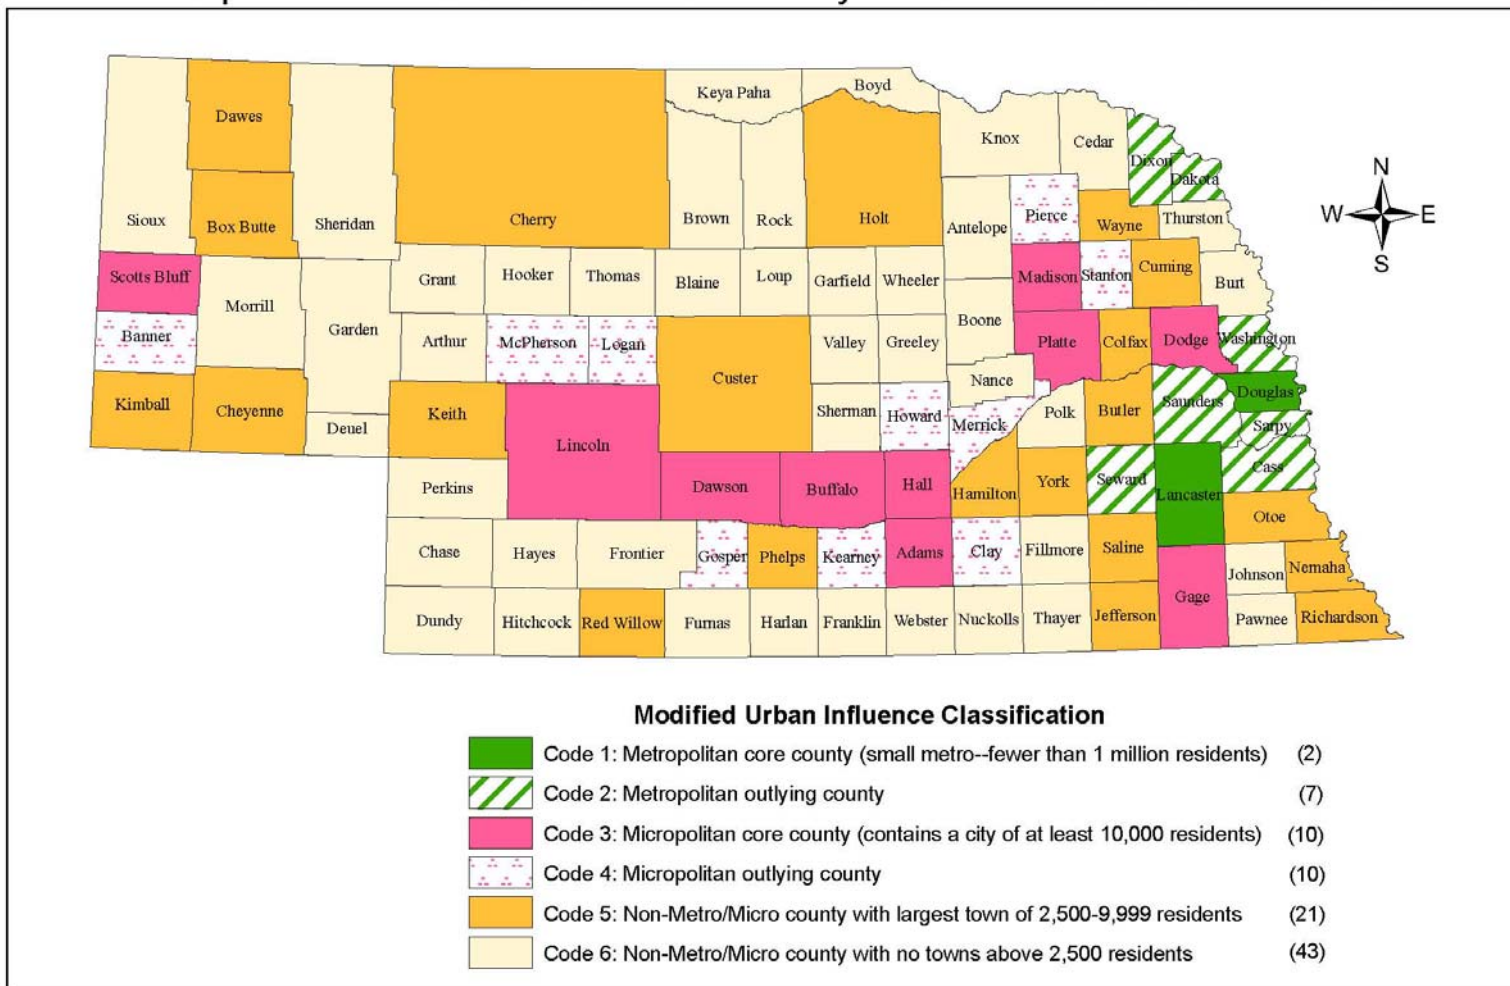 Keya Paha
Boyd
Dawes
Knox
Cedar
Dixon
Dakota
N
W
E
S
Sioux
Box Butte
Sheridan
Cherry
Brown
Rock
Holt
Antelope
Pierce
Wayne
Thurston
Scotts Bluff
Morrill
Grant
Hooker
Thomas
Blaine
Loup
Garfield
Wheeler
Madison
Stanton
Cuming
Burt
Banner
Garden
Arthur
McPherson
Logan
Custer
Valley
Greeley
Boone
Platte
Colfax
Dodge
Washington
Kimball
Cheyenne
Deuel
Keith
Lincoln
Sherman
Howard
Nance
Merrick
Polk
Butler
Saunders
Douglas
Sarpy
Perkins
Dawson
Buffalo
Hall
Hamilton
York
Seward
Lancaster
Cass
Otoe
Chase
Hayes
Frontier
Gosper
Phelps
Kearney
Adams
Clay
Fillmore
Saline
Gage
Johnson
Nemaha
Dundy
Hitchcock
Red Willow
Furnas
Harlan
Franklin
Webster
Nuckolls
Thayer
Jefferson
Pawnee
Richardson
Modified Urban Influence Classification
Code 1: Metropolitan core county (small metro--fewer than 1 million residents) (2)
Code 2: Metropolitan outlying county (7)
Code 3: Micropolitan core county (contains a city of at least 10,000 residents) (10)
Code 4: Micropolitan outlying county (10)
Code 5: Non-Metro/Micro county with largest town of 2,500-9,999 residents (21)
Code 6: Non-Metro/Micro county with no towns above 2,500 residents (43)